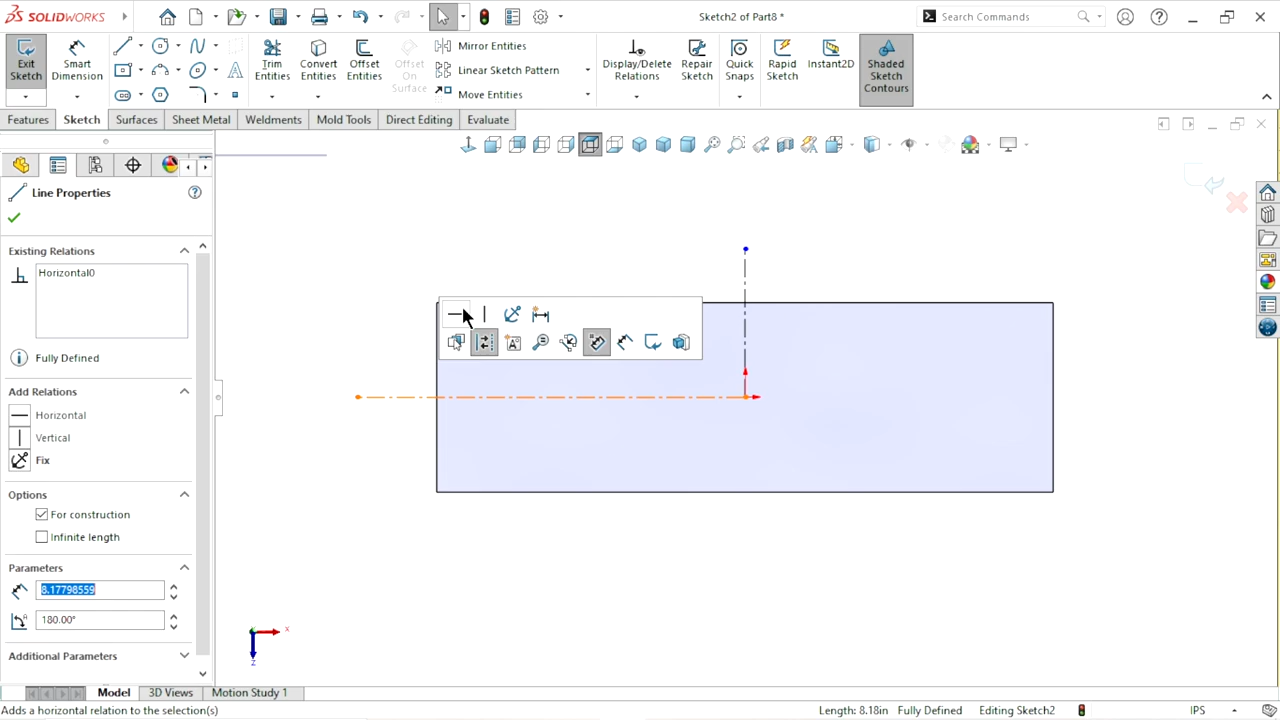 SOLIDWORKS
Sketch2 of Part8 *
Search Commands
Exit Sketch
Smart Dimension
Trim Entities
Convert Entities
Offset Entities
Offset On Surface
Mirror Entities
Linear Sketch Pattern
Move Entities
Display/Delete Relations
Repair Sketch
Quick Snaps
Rapid Sketch
Instant2D
Shaded Sketch Contours
Features
Sketch
Surfaces
Sheet Metal
Weldments
Mold Tools
Direct Editing
Evaluate
Line Properties
Existing Relations
Horizontal0
Fully Defined
Add Relations
Horizontal
Vertical
Fix
Options
For construction
Infinite length
Parameters
8.17798559
180.00°
Additional Parameters
x
z
Model
3D Views
Motion Study 1
Adds a horizontal relation to the selection(s)
Length: 8.18in
Fully Defined
Editing Sketch2
IPS